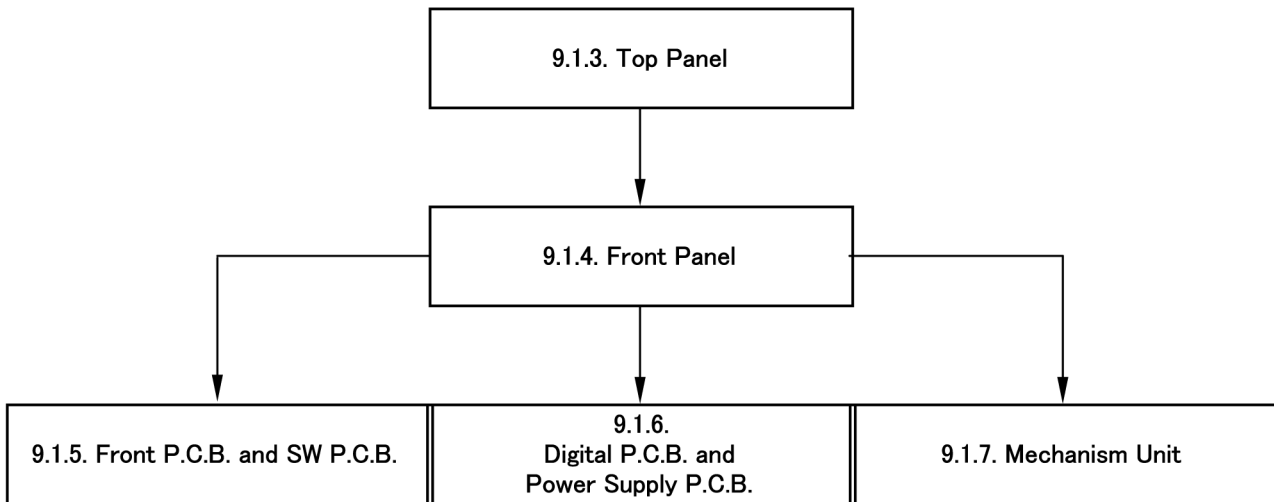 9.1.3. Top Panel
9.1.4. Front Panel
9.1.5. Front P.C.B. and SW P.C.B.
9.1.6.
Digital P.C.B. and
Power Supply P.C.B.
9.1.7. Mechanism Unit